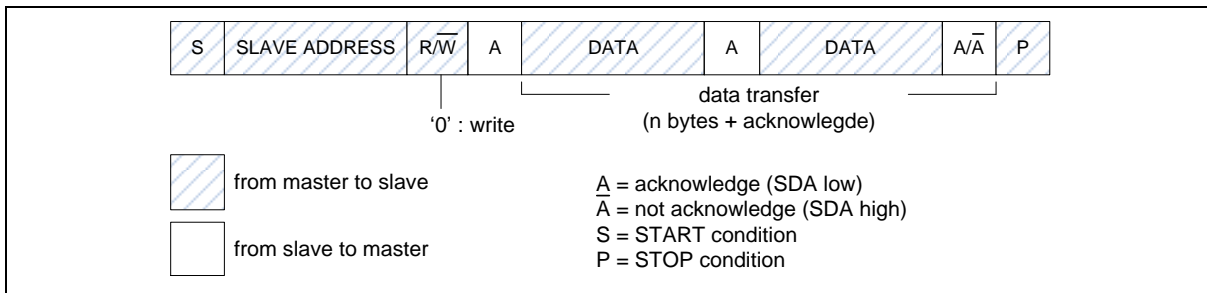 S SLAVE ADDRESS R/W̅ A DATA A DATA A/A̅ P
data transfer
(n bytes + acknowlegde)
‘0’ : write
from master to slave
from slave to master
A = acknowledge (SDA low)
A̅ = not acknowledge (SDA high)
S = START condition
P = STOP condition